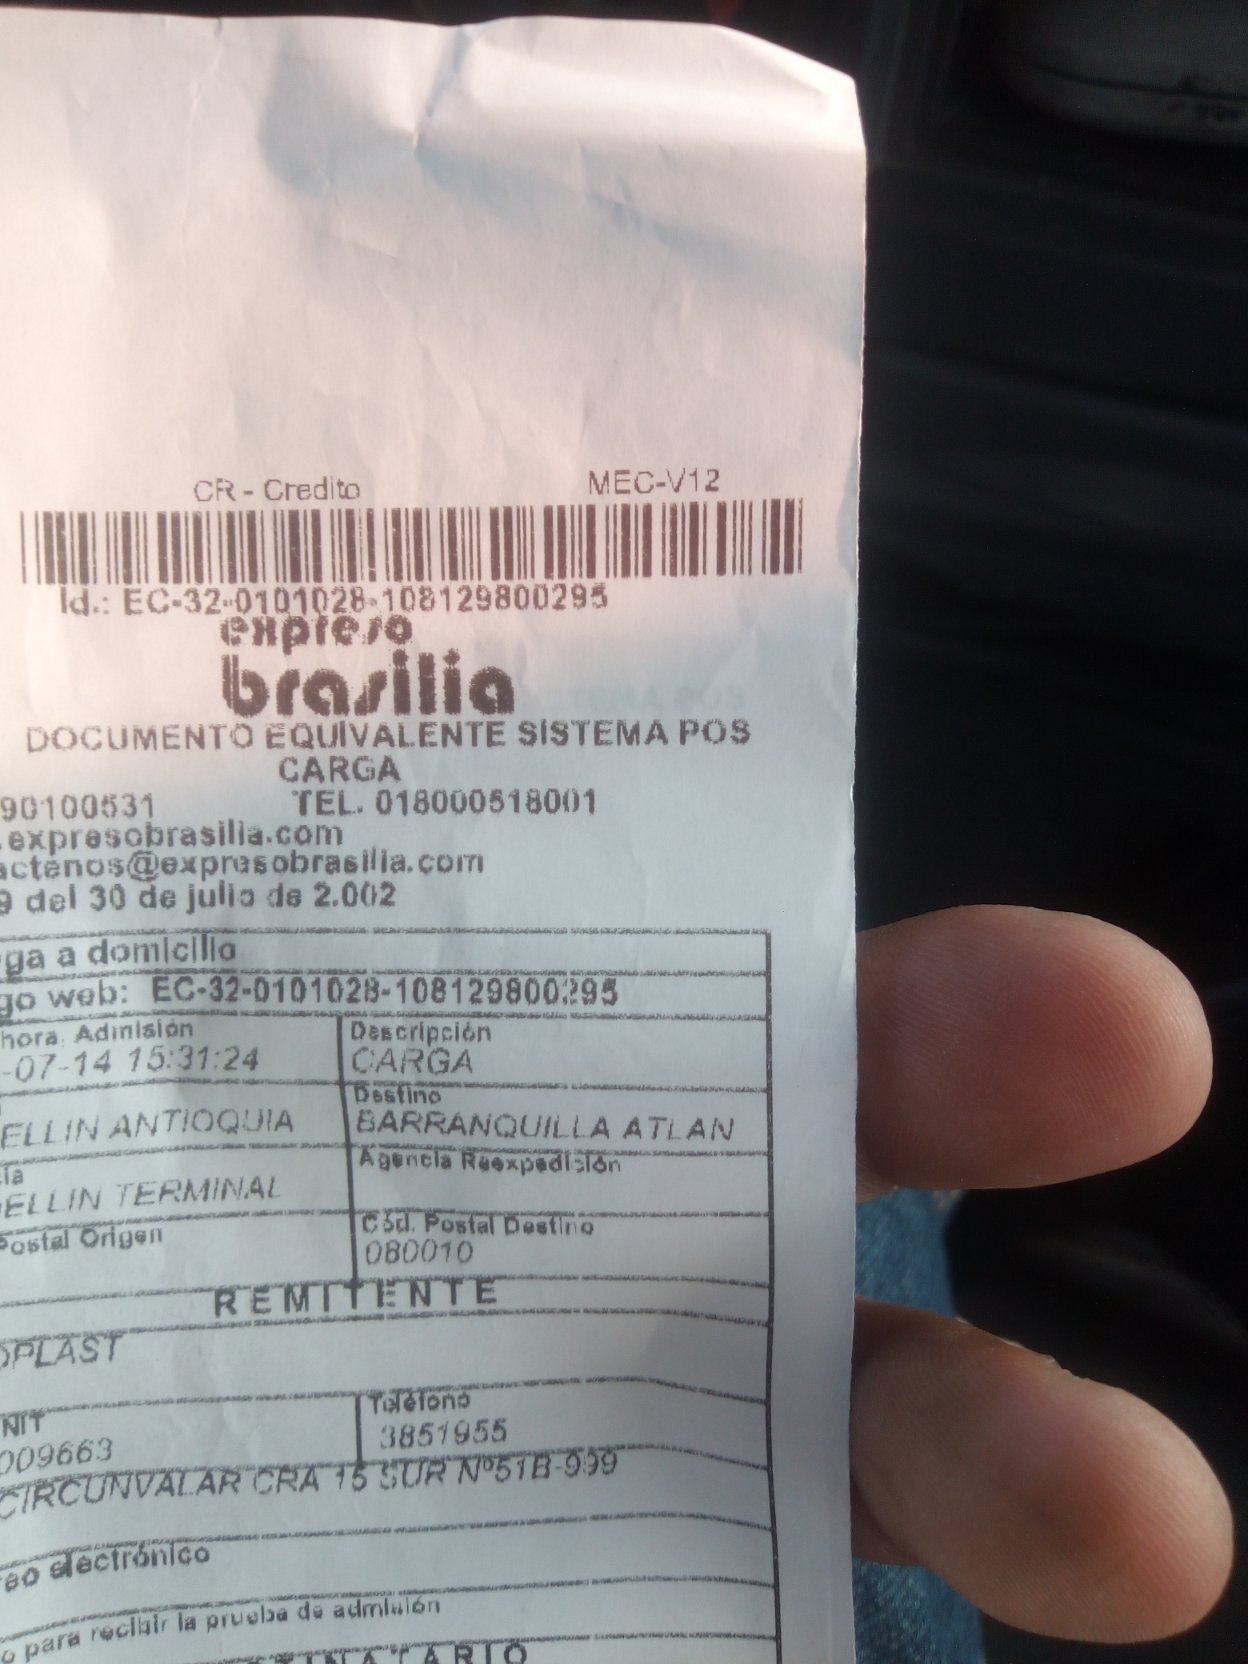 CR - Credito MEC-V12
Id.: EC-32-0101028-108129800295
expreso
brasilia
DOCUMENTO EQUIVALENTE SISTEMA POS
CARGA
90100531 TEL. 018000518001
.expresobrasilia.com
actenos@expresobrasilia.com
9 del 30 de julio de 2.002
ga a domicilio
go web: EC-32-0101028-108129800295
hora Admisión Descripción
-07-14 15:31:24 CARGA
Destino
ELLIN ANTIOQUIA BARRANQUILLA ATLAN
ia Agencia Reexpedición
ELLIN TERMINAL
Postal Origen Cód. Postal Destino
080010
REMITENTE
OPLAST
NIT Teléfono
009663 3851955
CIRCUNVALAR CRA 15 SUR Nº51B-999
eo electrónico
o para recibir la prueba de admisión
STINATARIO